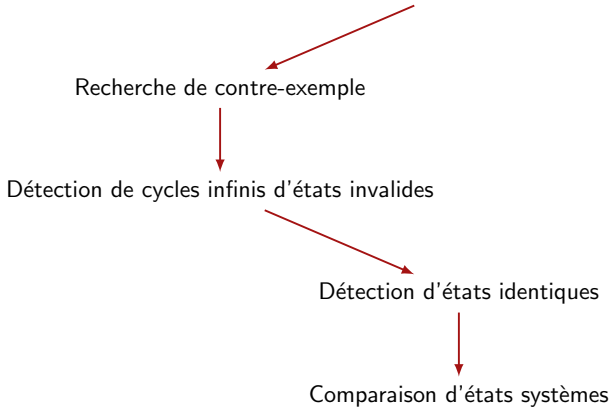 Recherche de contre-exemple
Détection de cycles infinis d'états invalides
Détection d'états identiques
Comparaison d'états systèmes